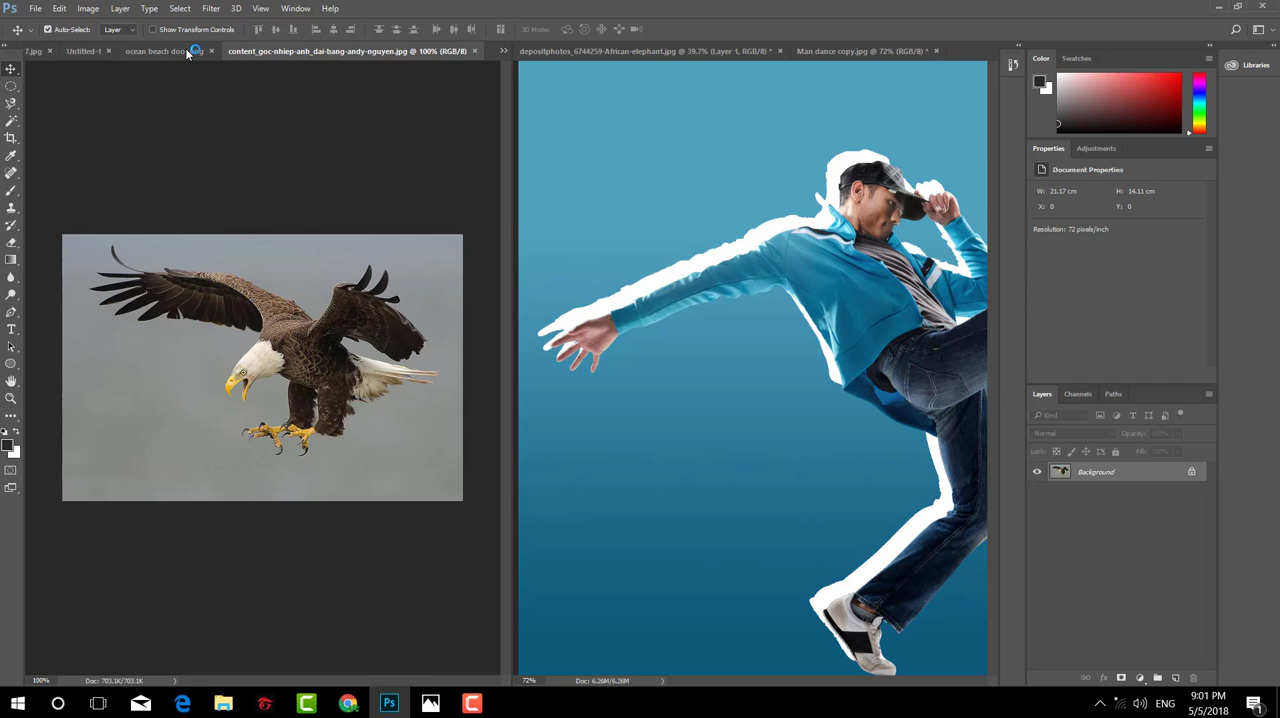 Ps File Edit Image Layer Type Select Filter 3D View Window Help
Auto-Select: Layer Show Transform Controls 3D Mode:
7.jpg × Untitled-1 × ocean beach × content_goc-nhiep-anh_dai-bang-andy-nguyen.jpg @ 100% (RGB/8) × depositphotos_6744259-African-elephant.jpg @ 39.7% (Layer 1, RGB/8) * × Man dance copy.jpg @ 72% (RGB/8) * ×
Color Swatches Libraries
Properties Adjustments
Document Properties
W: 21.17 cm H: 14.11 cm
X: 0 Y: 0
Resolution: 72 pixels/inch
Layers Channels Paths
Kind
Normal Opacity: 100%
Lock: Fill: 100%
Background
100% Doc: 703.1K/703.1K 72% Doc: 6.26M/6.26M
Ps ENG 9:01 PM
5/5/2018
1